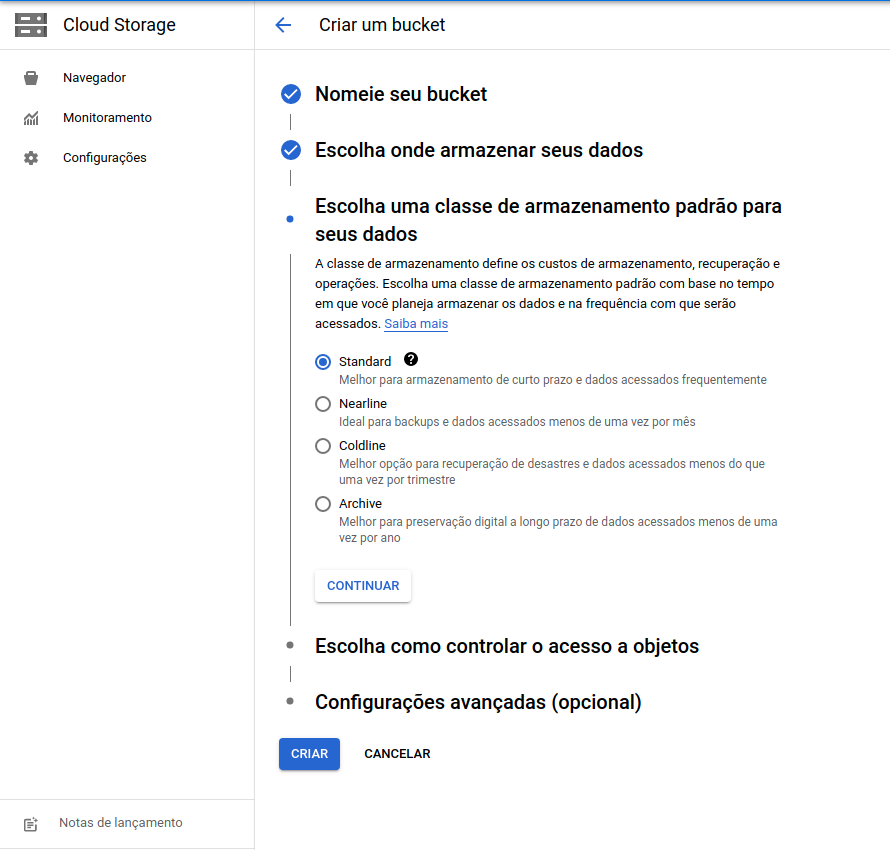 Cloud Storage
Criar um bucket
Navegador
Monitoramento
Configurações
Nomeie seu bucket
Escolha onde armazenar seus dados
Escolha uma classe de armazenamento padrão para
seus dados
A classe de armazenamento define os custos de armazenamento, recuperação e
operações. Escolha uma classe de armazenamento padrão com base no tempo
em que você planeja armazenar os dados e na frequência com que serão
acessados. Saiba mais
Standard ?
Melhor para armazenamento de curto prazo e dados acessados frequentemente
Nearline
Ideal para backups e dados acessados menos de uma vez por mês
Coldline
Melhor opção para recuperação de desastres e dados acessados menos do que
uma vez por trimestre
Archive
Melhor para preservação digital a longo prazo de dados acessados menos de uma
vez por ano
CONTINUAR
Escolha como controlar o acesso a objetos
Configurações avançadas (opcional)
CRIAR CANCELAR
Notas de lançamento